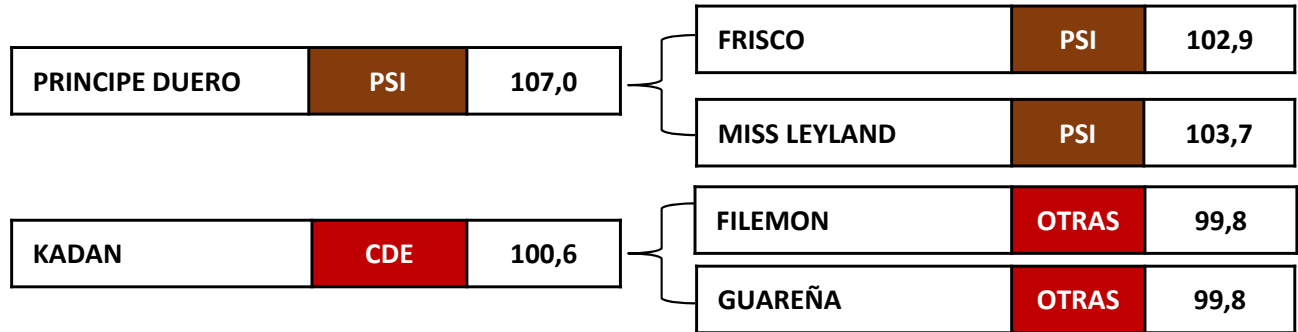 FRISCO PSI 102,9
PRINCIPE DUERO PSI 107,0
MISS LEYLAND PSI 103,7
FILEMON OTRAS 99,8
KADAN CDE 100,6
GUAREÑA OTRAS 99,8